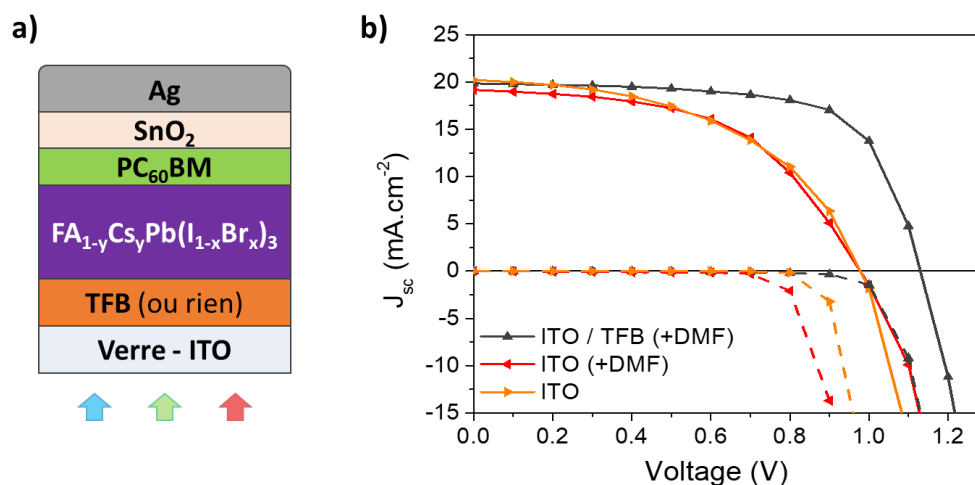 a)
Ag
SnO₂
PC₆₀BM
FA₁₋yCsyPb(I₁₋ₓBrₓ)₃
TFB (ou rien)
Verre - ITO
b)
25
20
15
10
5
0
-5
-10
-15
J_sc (mA.cm⁻²)
ITO / TFB (+DMF)
ITO (+DMF)
ITO
0.0 0.2 0.4 0.6 0.8 1.0 1.2
Voltage (V)